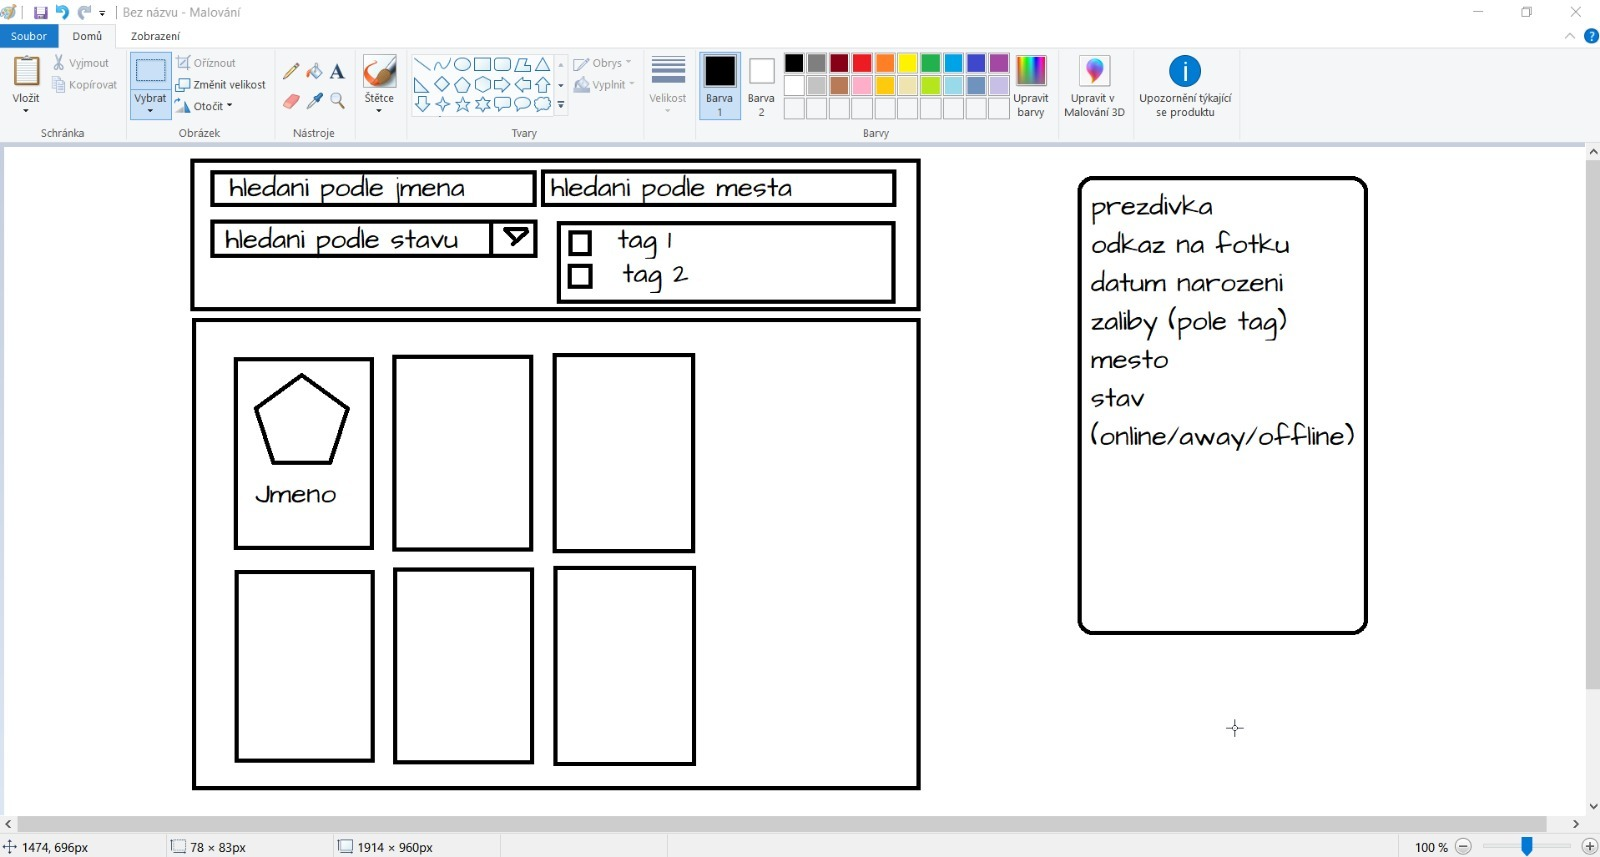 Bez názvu - Malování
Soubor
Domů
Zobrazení
Vložit
Vyjmout
Kopírovat
Schránka
Vybrat
Oříznout
Změnit velikost
Otočit
Obrázek
A
Nástroje
Štětce
Obrys
Vyplnit
Tvary
Velikost
Barva
1
Barva
2
Upravit
barvy
Barvy
Upravit v
Malování 3D
Upozornění týkající
se produktu
hledani podle jmena
hledani podle mesta
hledani podle stavu
tag 1
tag 2
Jmeno
prezdivka
odkaz na fotku
datum narozeni
zaliby (pole tag)
mesto
stav
(online/away/offline)
1474, 696px
78 × 83px
1914 × 960px
100 %